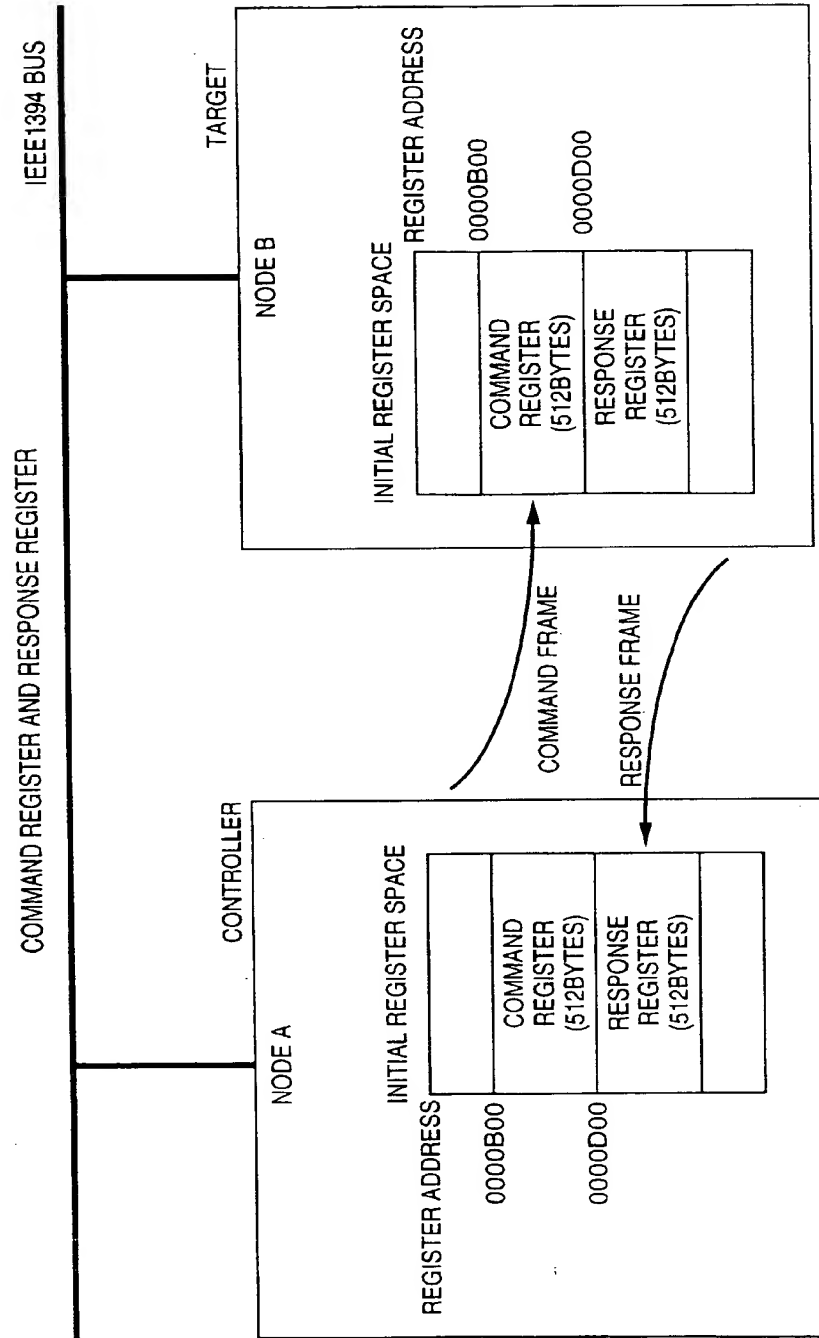 COMMAND REGISTER AND RESPONSE REGISTER
IEEE1394 BUS
CONTROLLER
NODE A
INITIAL REGISTER SPACE
REGISTER ADDRESS
0000B00
0000D00
COMMAND
REGISTER
(512BYTES)
RESPONSE
REGISTER
(512BYTES)
COMMAND FRAME
RESPONSE FRAME
TARGET
NODE B
INITIAL REGISTER SPACE
REGISTER ADDRESS
0000B00
0000D00
COMMAND
REGISTER
(512BYTES)
RESPONSE
REGISTER
(512BYTES)